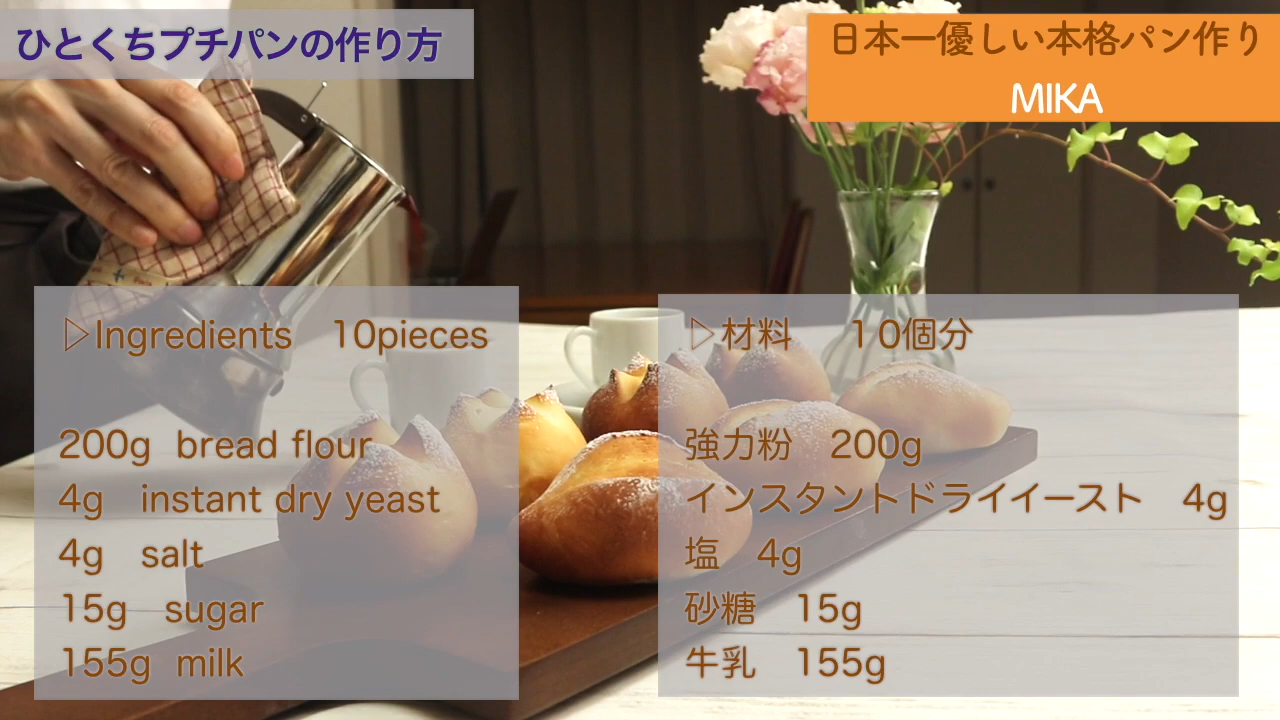 ひとくちプチパンの作り方
日本一優しい本格パン作り
MIKA
▷Ingredients　10pieces
200g bread flour
4g　instant dry yeast
4g　salt
15g　sugar
155g milk
▷材料　　１０個分
強力粉　200g
インスタントドライイースト　4g
塩　4g
砂糖　15g
牛乳　155g